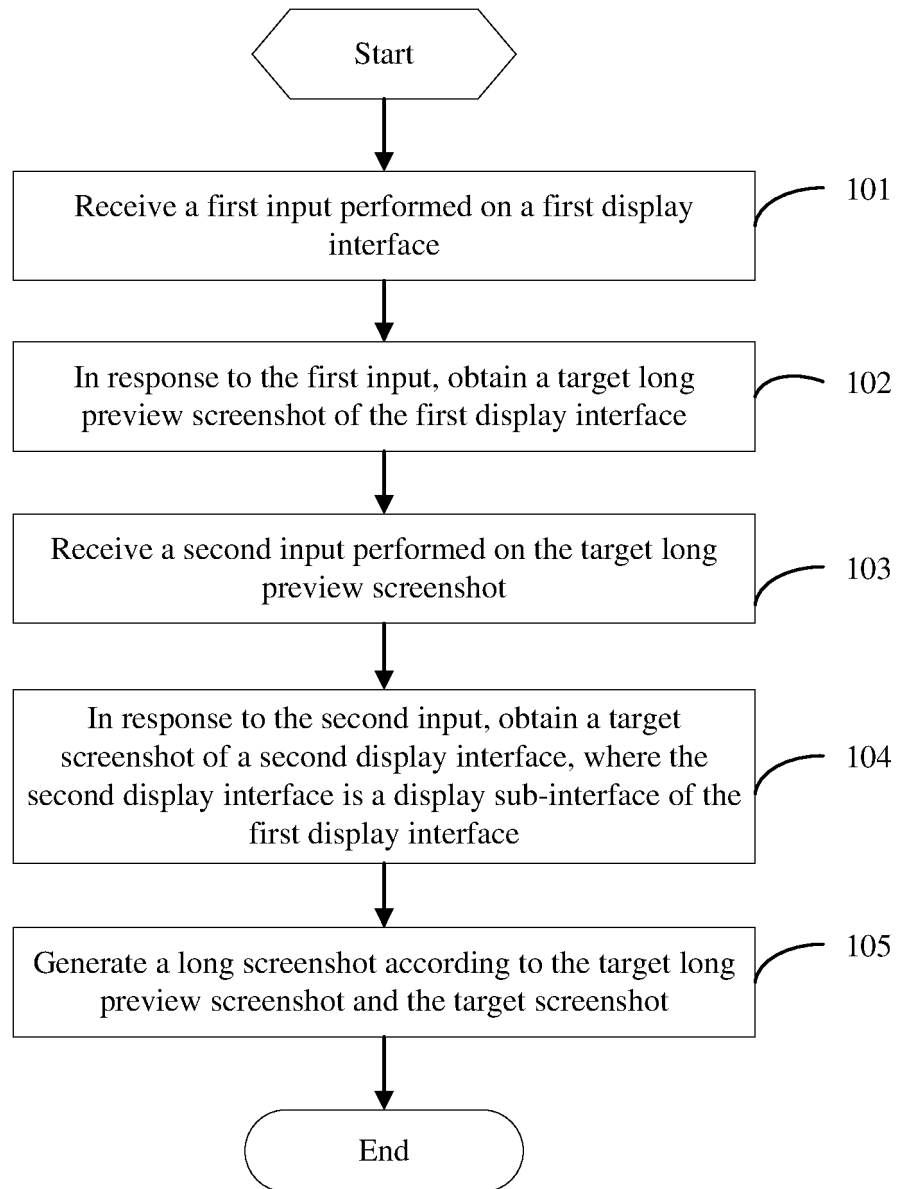 Start
Receive a first input performed on a first display
interface
101
In response to the first input, obtain a target long
preview screenshot of the first display interface
102
Receive a second input performed on the target long
preview screenshot
103
In response to the second input, obtain a target
screenshot of a second display interface, where the
second display interface is a display sub-interface of the
first display interface
104
Generate a long screenshot according to the target long
preview screenshot and the target screenshot
105
End